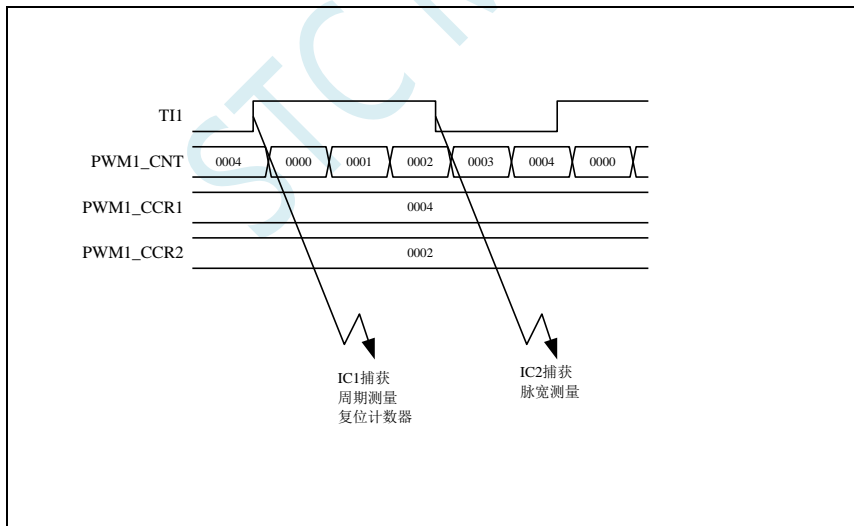 STC M
TI1
PWM1_CNT 0004 0000 0001 0002 0003 0004 0000
PWM1_CCR1 0004
PWM1_CCR2 0002
IC1捕获
周期测量
复位计数器
IC2捕获
脉宽测量